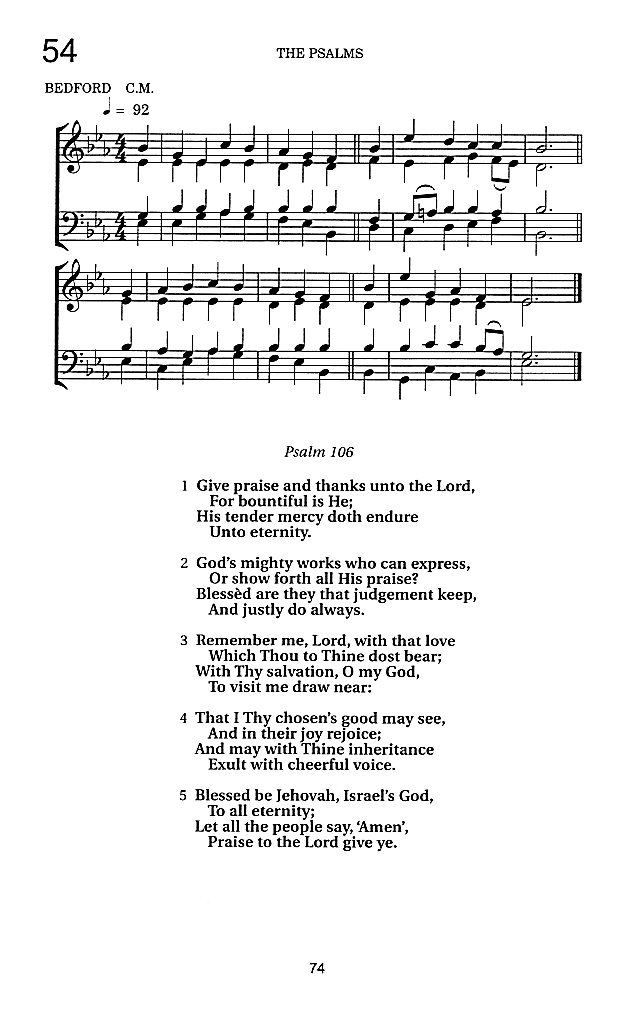 54
THE PSALMS
BEDFORD C.M.
♩ = 92
Psalm 106
1 Give praise and thanks unto the Lord,
For bountiful is He;
His tender mercy doth endure
Unto eternity.
2 God's mighty works who can express,
Or show forth all His praise?
Blessèd are they that judgement keep,
And justly do always.
3 Remember me, Lord, with that love
Which Thou to Thine dost bear;
With Thy salvation, O my God,
To visit me draw near:
4 That I Thy chosen's good may see,
And in their joy rejoice;
And may with Thine inheritance
Exult with cheerful voice.
5 Blessed be Jehovah, Israel's God,
To all eternity;
Let all the people say, ‘Amen’,
Praise to the Lord give ye.
74